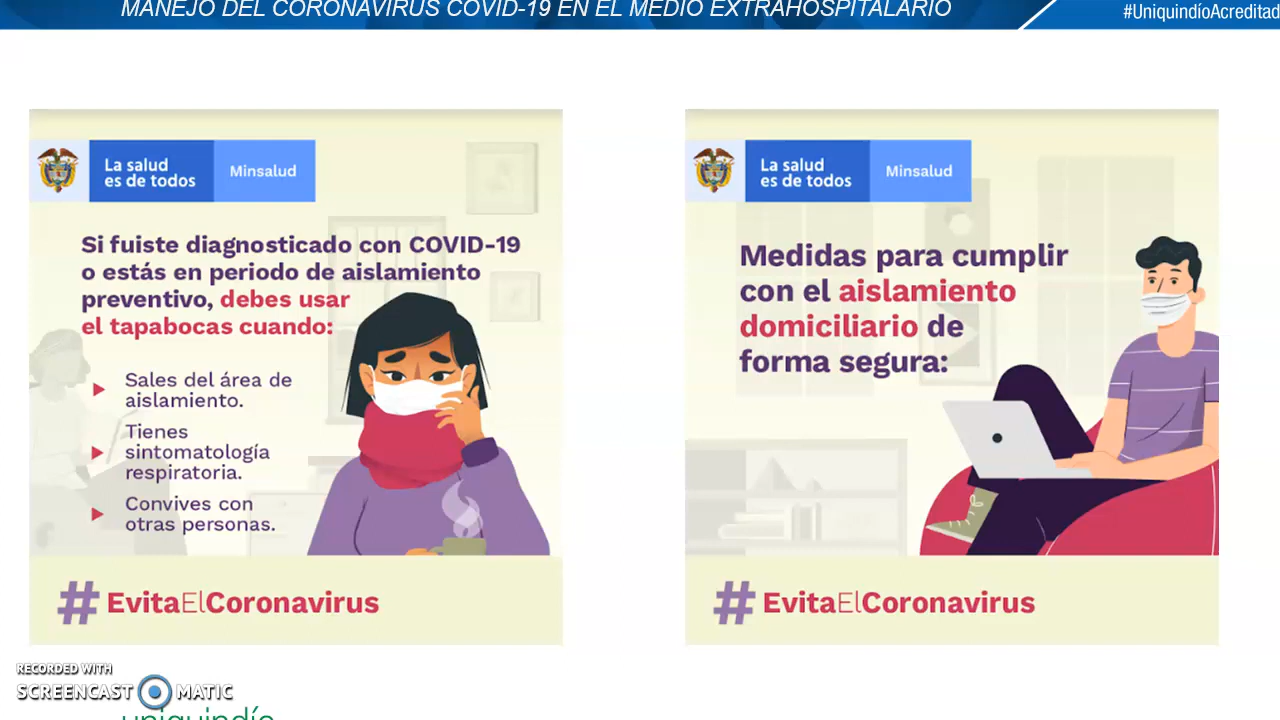 MANEJO DEL CORONAVIRUS COVID-19 EN EL MEDIO EXTRAHOSPITALARIO
#UniquindíoAcreditad
La salud
es de todos
Minsalud
Si fuiste diagnosticado con COVID-19
o estás en periodo de aislamiento
preventivo, debes usar
el tapabocas cuando:
Sales del área de
aislamiento.
Tienes
sintomatología
respiratoria.
Convives con
otras personas.
#EvitaElCoronavirus
La salud
es de todos
Minsalud
Medidas para cumplir
con el aislamiento
domiciliario de
forma segura:
#EvitaElCoronavirus
RECORDED WITH
SCREENCAST MATIC
uniquindío